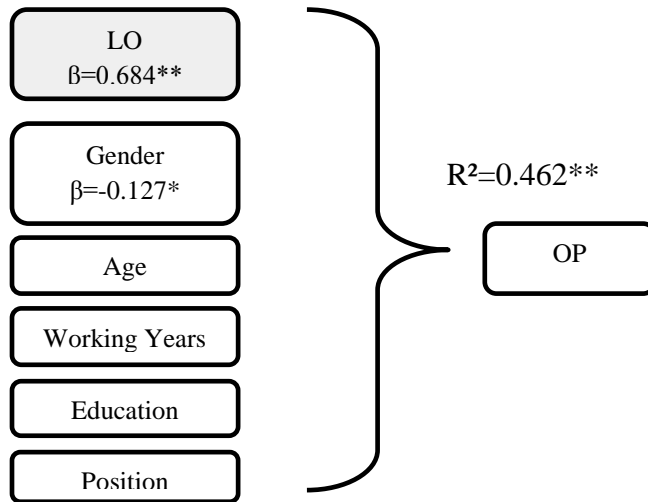 LO
β=0.684**
Gender
β=-0.127*
R²=0.462**
OP
Age
Working Years
Education
Position